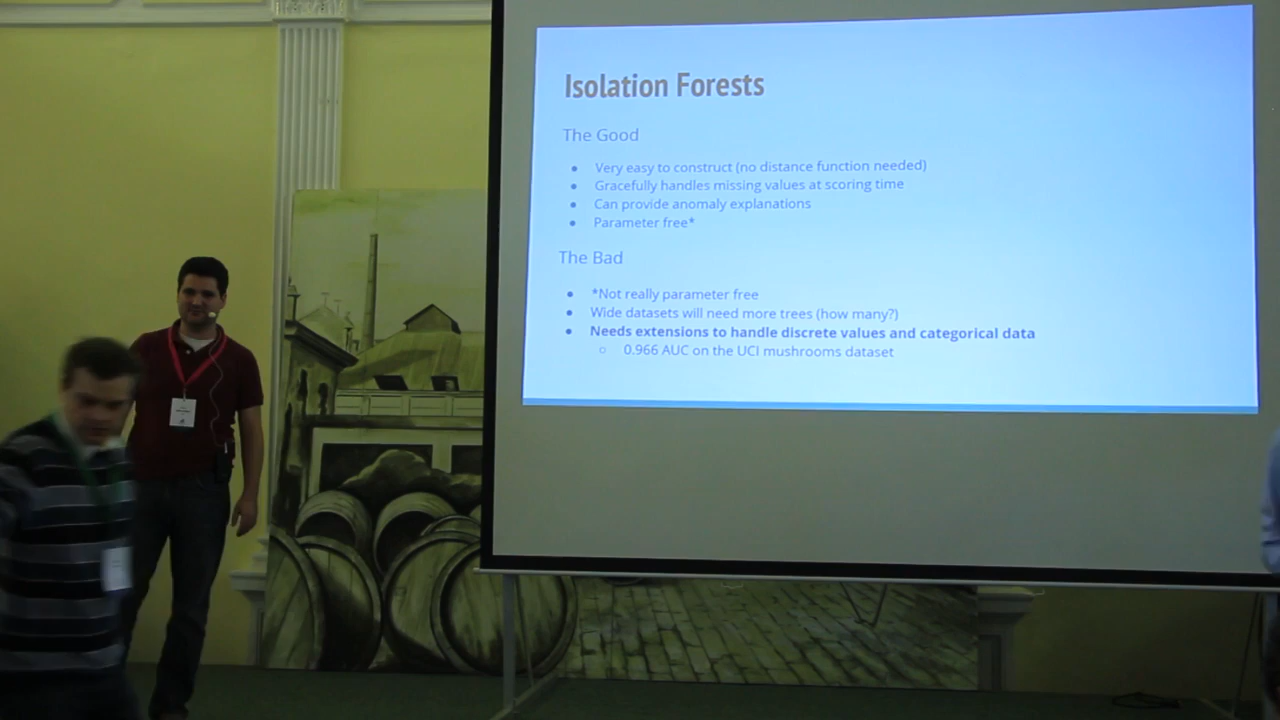 Isolation Forests
The Good
● Very easy to construct (no distance function needed)
● Gracefully handles missing values at scoring time
● Can provide anomaly explanations
● Parameter free*
The Bad
● *Not really parameter free
● Wide datasets will need more trees (how many?)
● Needs extensions to handle discrete values and categorical data
○ 0.966 AUC on the UCI mushrooms dataset